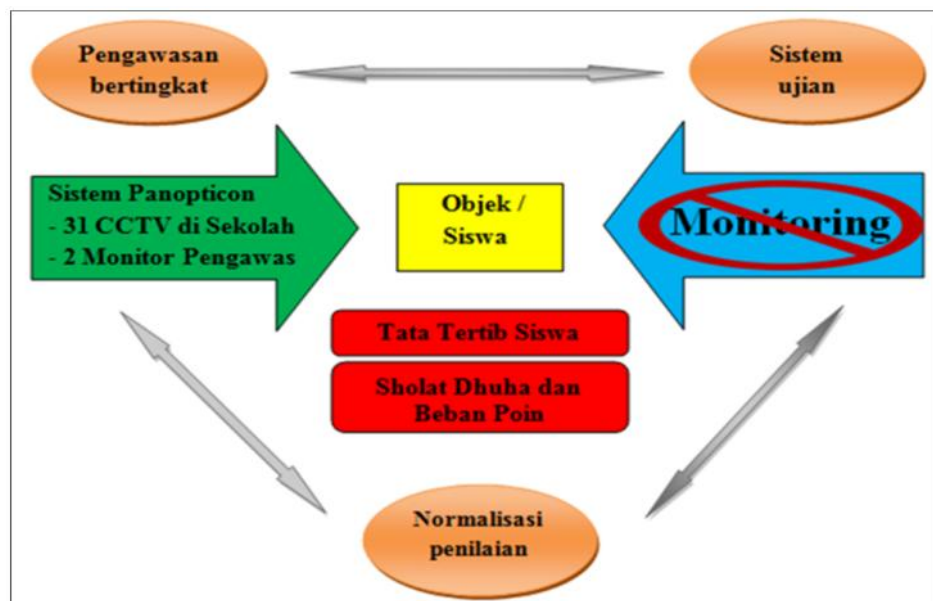 Pengawasan
bertingkat
Sistem
ujian
Sistem Panopticon
- 31 CCTV di Sekolah
- 2 Monitor Pengawas
Objek /
Siswa
Monitoring
Tata Tertib Siswa
Sholat Dhuha dan
Beban Poin
Normalisasi
penilaian